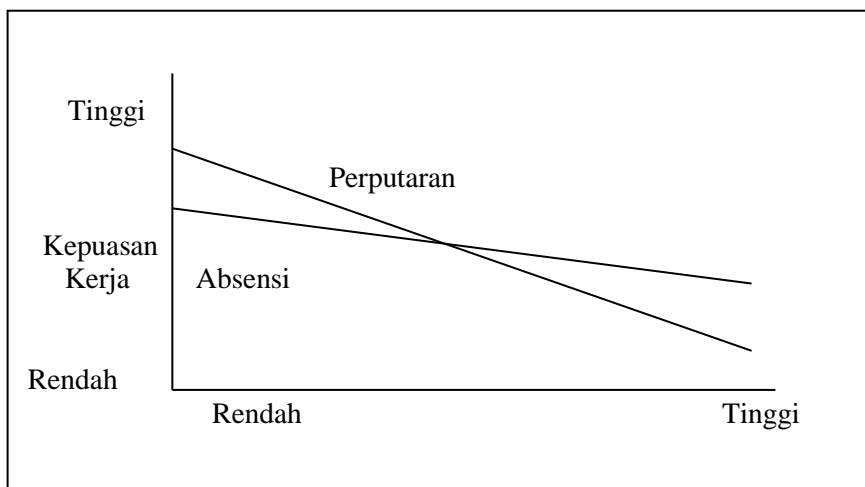 Tinggi
Perputaran
Kepuasan
Kerja
Absensi
Rendah
Rendah
Tinggi